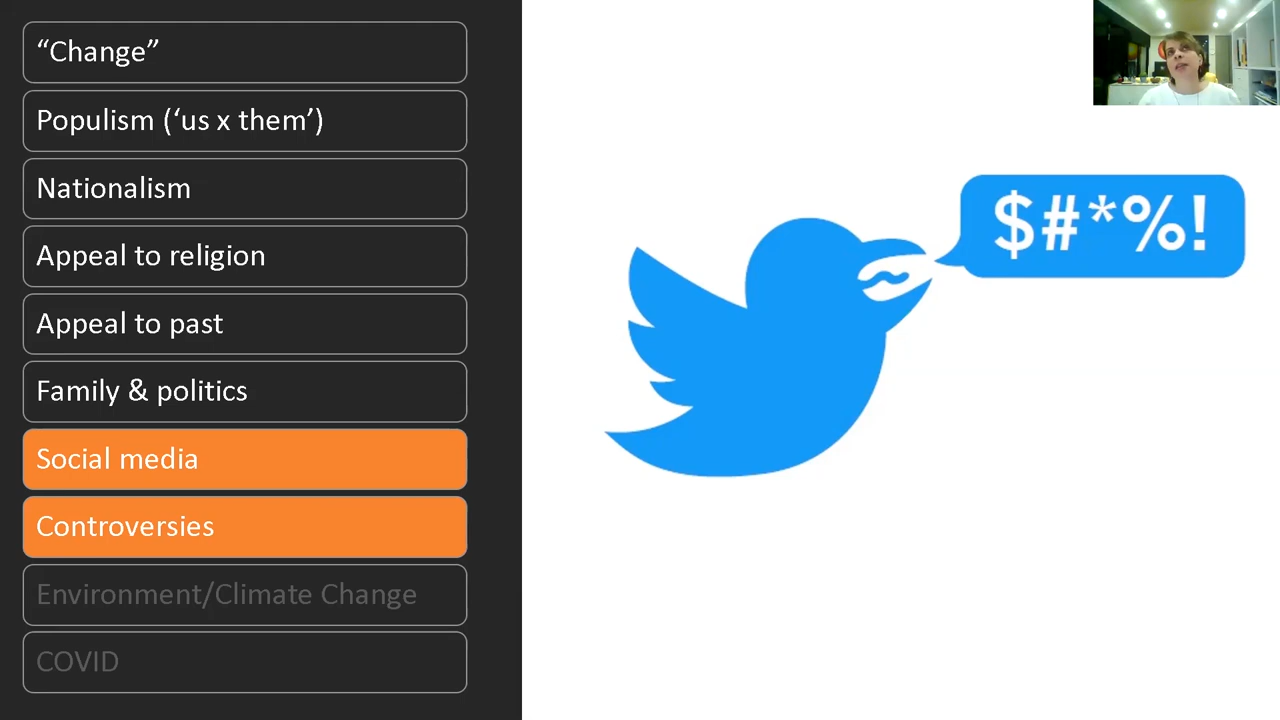 “Change”
Populism (‘us x them’)
Nationalism
Appeal to religion
Appeal to past
Family & politics
Social media
Controversies
Environment/Climate Change
COVID
$#*%!